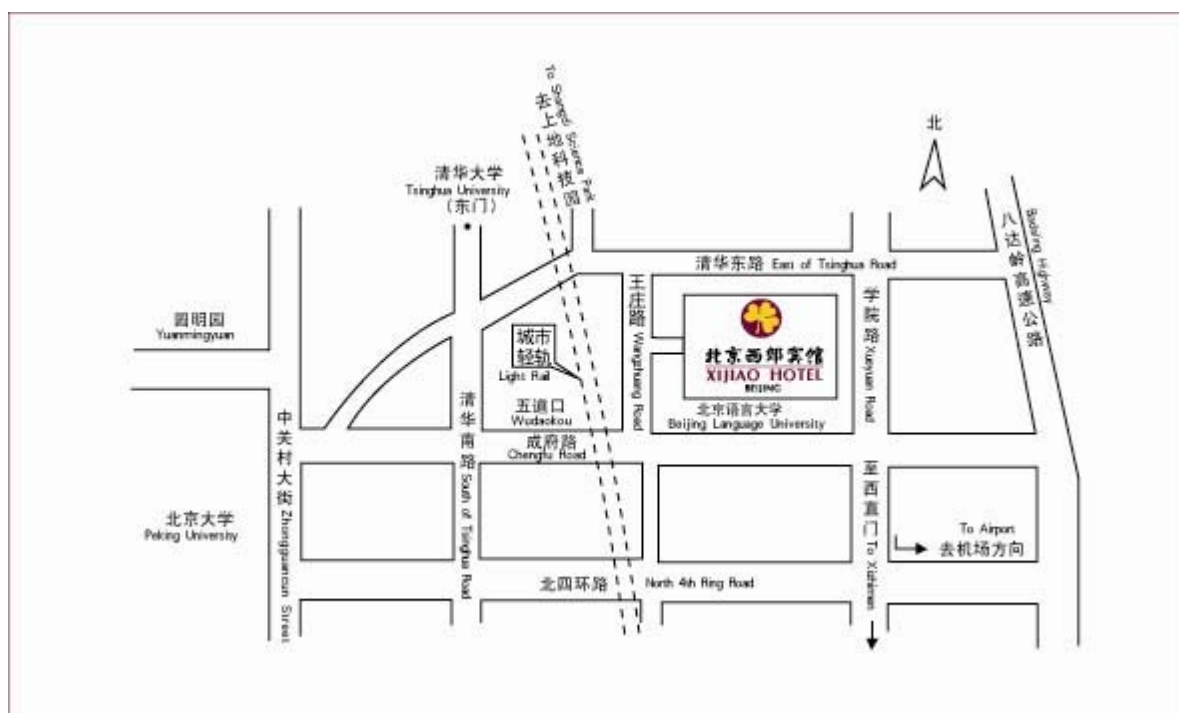 To Shangdi Science Park
去上地科技园
北
清华大学
Tsinghua University
（东门）
八达岭高速公路
Badaling Highway
清华东路 East of Tsinghua Road
圆明园
Yuanmingyuan
城市
轻轨
Light Rail
王庄路 Wangzhuang Road
北京西郊宾馆
XIJIAO HOTEL
BEIJING
学院路 Xueyuan Road
五道口
Wudaokou
北京语言大学
Beijing Language University
中关村大街 Zhongguancun Street
清华南路 South of Tsinghua Road
成府路
Chengfu Road
北京大学
Peking University
至西直门 To Xizhimen
To Airport
去机场方向
北四环路 North 4th Ring Road